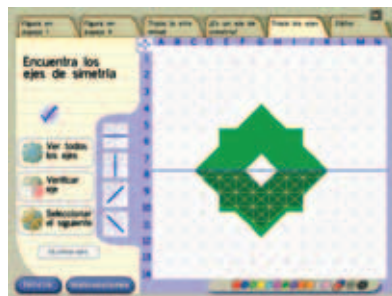 Figura en
papel 1
Figura en
papel 2
Traza la otra
mitad
¿Es un eje de
simetría?
Traza los ejes
Editor
A B C D E F G H I J K L M
Encuentra los
ejes de simetría
Ver todos
los ejes
Verificar
eje
Seleccionar
el siguiente
1
2
3
4
5
6
7
8
9
10
11
12
13
14